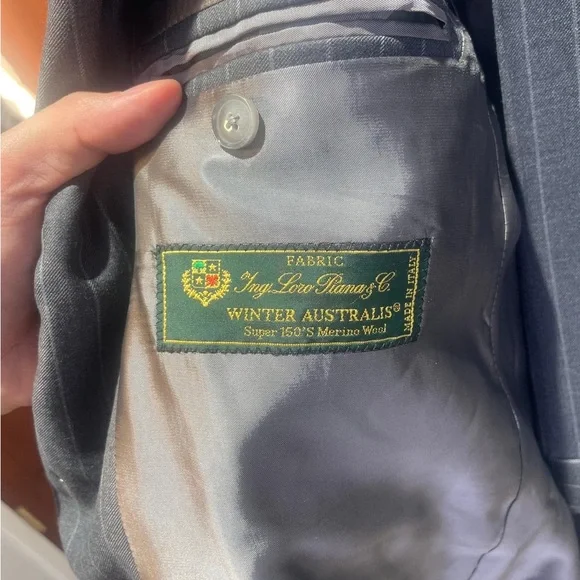 FABRIC
Ing. Loro Piana & C.
WINTER AUSTRALIS®
Super 150'S Merino Wool
MADE IN ITALY